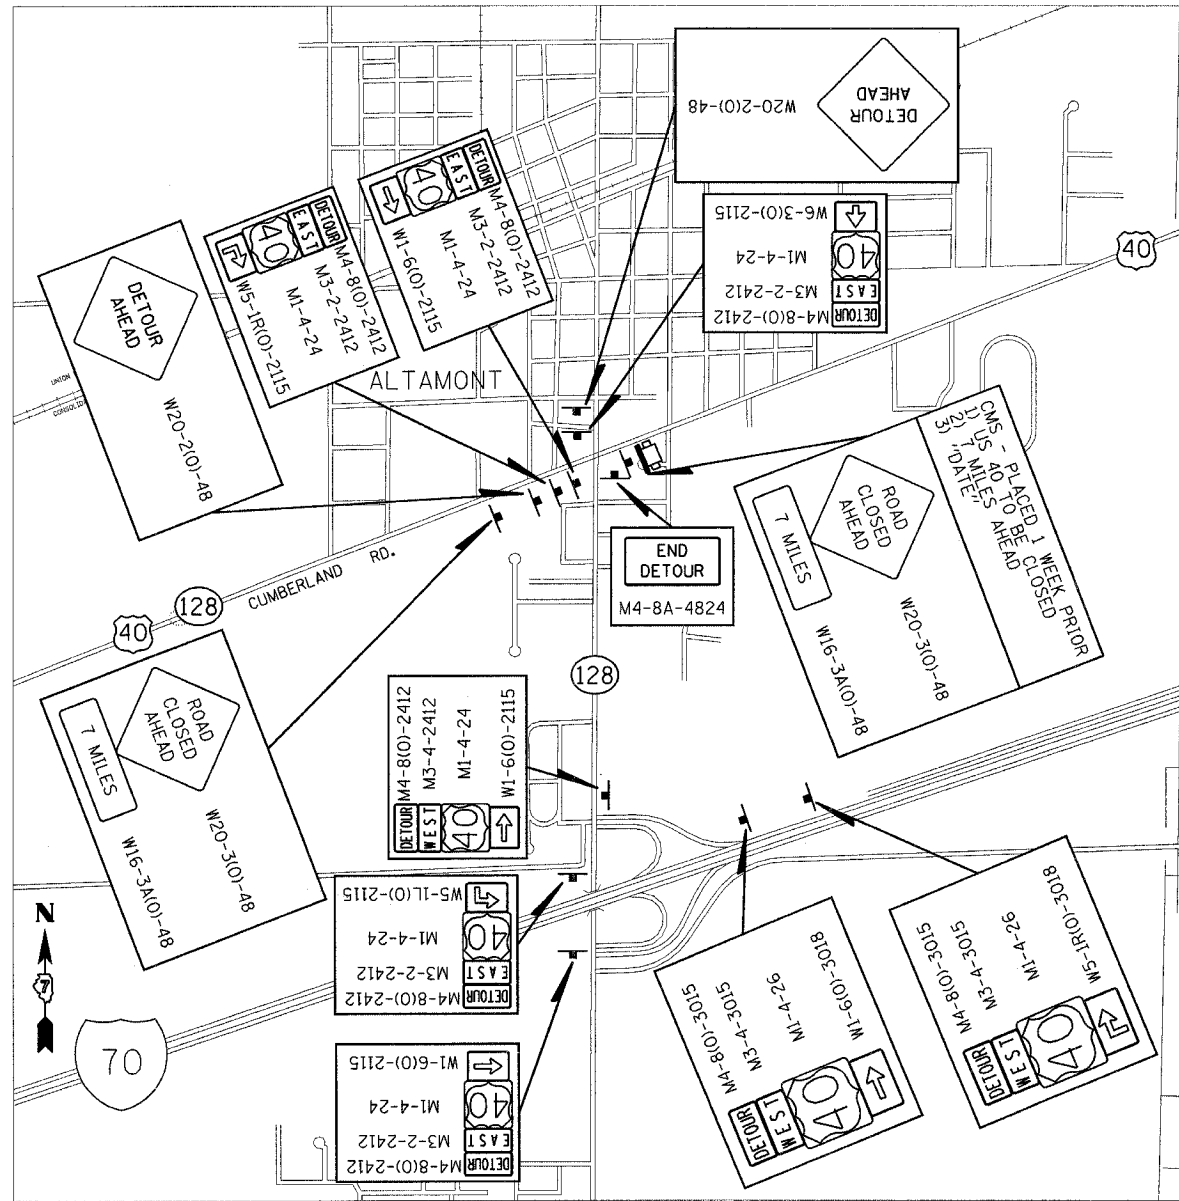 DETOUR
AHEAD
W20-2(O)-48
DETOUR
EAST
40
M4-8(O)-2412
M3-2-2412
M1-4-24
W6-3(O)-2115
DETOUR
EAST
40
M4-8(O)-2412
M3-2-2412
M1-4-24
W1-6(O)-2115
DETOUR
EAST
40
M4-8(O)-2412
M3-2-2412
M1-4-24
W5-1R(O)-2115
DETOUR
AHEAD
W20-2(O)-48
40
UNION
CONSOLID
ALTAMONT
CMS - PLACED 1 WEEK PRIOR
1) US 40 TO BE CLOSED
2) 7 MILES AHEAD
3) "DATE"
ROAD
CLOSED
AHEAD
7 MILES
W20-3(O)-48
W16-3A(O)-48
END
DETOUR
M4-8A-4824
CUMBERLAND RD.
128
40
128
ROAD
CLOSED
AHEAD
7 MILES
W20-3(O)-48
W16-3A(O)-48
M4-8(O)-2412
M3-4-2412
M1-4-24
W1-6(O)-2115
DETOUR
WEST
40
DETOUR
EAST
40
M4-8(O)-2412
M3-2-2412
M1-4-24
W5-1L(O)-2115
DETOUR
EAST
40
M4-8(O)-2412
M3-2-2412
M1-4-24
W1-6(O)-2115
M4-8(O)-3015
M3-4-3015
M1-4-26
W1-6(O)-3018
DETOUR
WEST
40
M4-8(O)-3015
M3-4-3015
M1-4-26
W5-1R(O)-3018
DETOUR
WEST
40
N
7
70